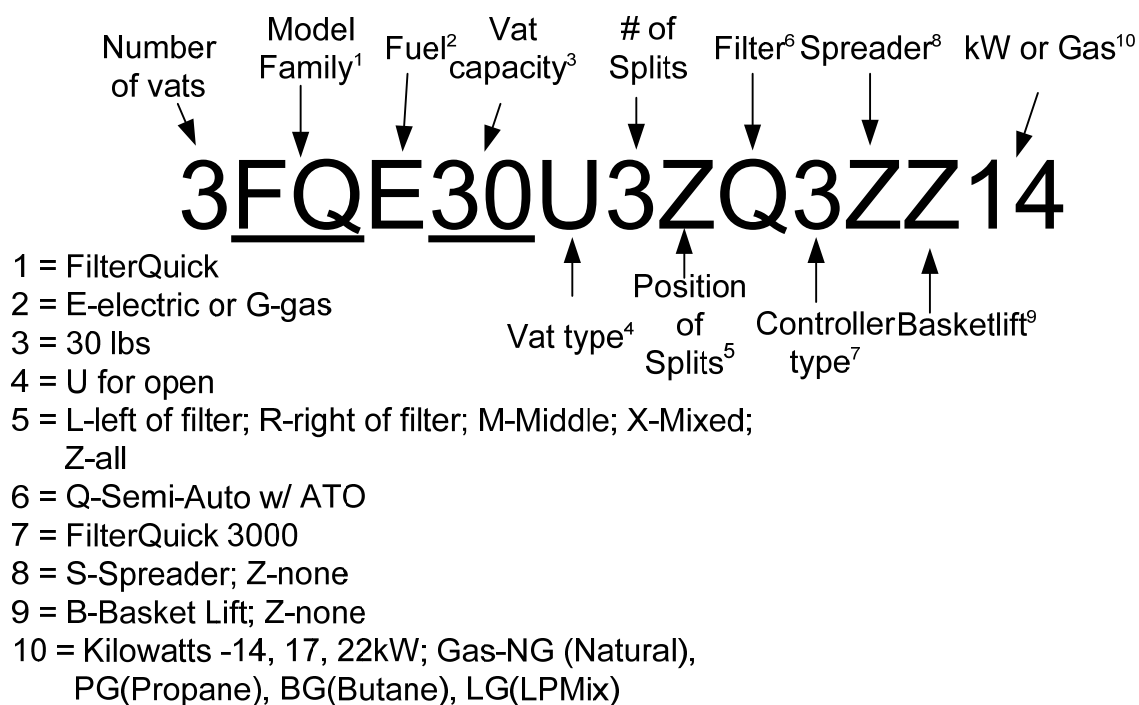 Number
of vats
Model
Family¹
Fuel²
Vat
capacity³
# of
Splits
Filter⁶
Spreader⁸
kW or Gas¹⁰
3FQE30U3ZQ3ZZ14
Vat type⁴
Position
of
Splits⁵
Controller
type⁷
Basketlift⁹
1 = FilterQuick
2 = E-electric or G-gas
3 = 30 lbs
4 = U for open
5 = L-left of filter; R-right of filter; M-Middle; X-Mixed;
Z-all
6 = Q-Semi-Auto w/ ATO
7 = FilterQuick 3000
8 = S-Spreader; Z-none
9 = B-Basket Lift; Z-none
10 = Kilowatts -14, 17, 22kW; Gas-NG (Natural),
PG(Propane), BG(Butane), LG(LPMix)